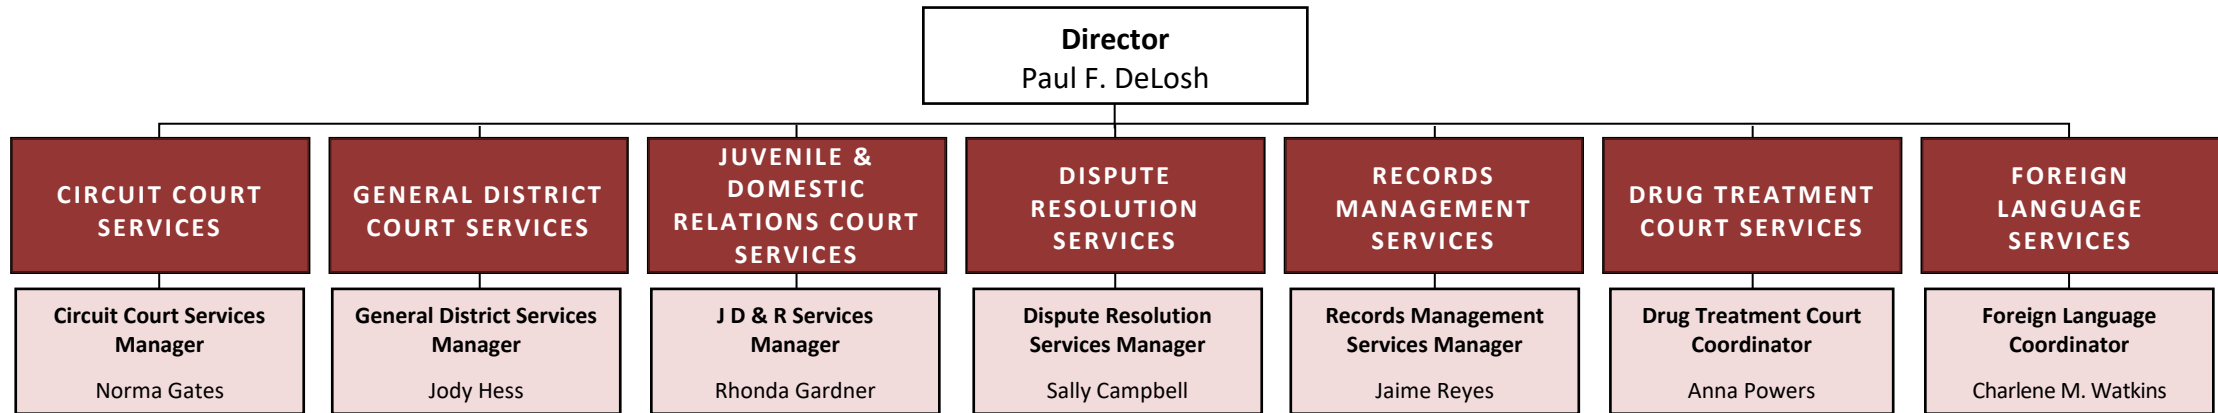 Director
Paul F. DeLosh
CIRCUIT COURT
SERVICES
GENERAL DISTRICT
COURT SERVICES
JUVENILE &
DOMESTIC
RELATIONS COURT
SERVICES
DISPUTE
RESOLUTION
SERVICES
RECORDS
MANAGEMENT
SERVICES
DRUG TREATMENT
COURT SERVICES
FOREIGN
LANGUAGE
SERVICES
Circuit Court Services
Manager
Norma Gates
General District Services
Manager
Jody Hess
J D & R Services
Manager
Rhonda Gardner
Dispute Resolution
Services Manager
Sally Campbell
Records Management
Services Manager
Jaime Reyes
Drug Treatment Court
Coordinator
Anna Powers
Foreign Language
Coordinator
Charlene M. Watkins